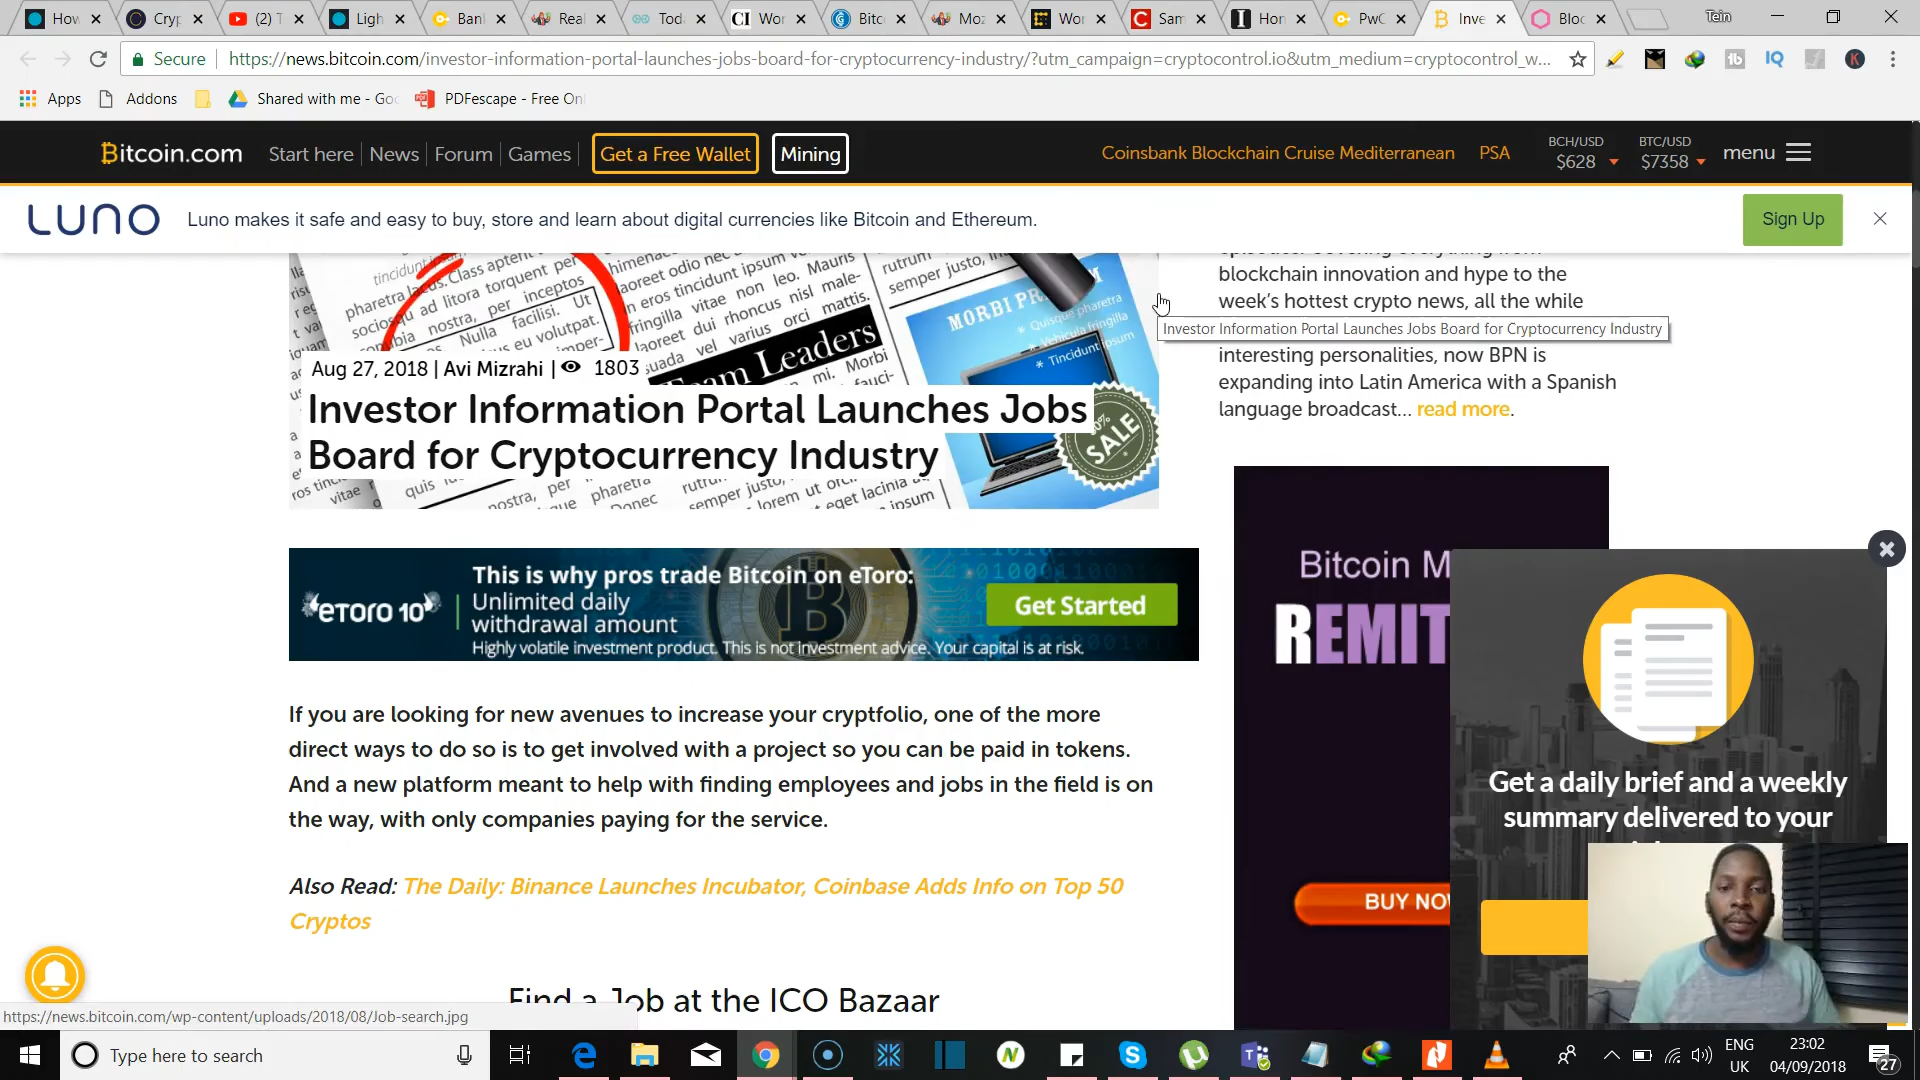 How
Cryp
(2) T
Ligh
Bank
Real
Toda
Wor
Bitc
Moz
Wor
Sam
Hon
PwC
Inve
Bloc
Tein
Secure
https://news.bitcoin.com/investor-information-portal-launches-jobs-board-for-cryptocurrency-industry/?utm_campaign=cryptocontrol.io&utm_medium=cryptocontrol_w...
Apps
Addons
Shared with me - Goo
PDFescape - Free Onl
Bitcoin.com
Start here
News
Forum
Games
Get a Free Wallet
Mining
Coinsbank Blockchain Cruise Mediterranean
PSA
BCH/USD
$628
BTC/USD
$7358
menu
LUNO
Luno makes it safe and easy to buy, store and learn about digital currencies like Bitcoin and Ethereum.
Sign Up
Team Leaders
SALE
Aug 27, 2018 | Avi Mizrahi | 1803
Investor Information Portal Launches Jobs
Board for Cryptocurrency Industry
blockchain innovation and hype to the
week's hottest crypto news, all the while
Investor Information Portal Launches Jobs Board for Cryptocurrency Industry
interesting personalities, now BPN is
expanding into Latin America with a Spanish
language broadcast... read more.
eToro 10
This is why pros trade Bitcoin on eToro:
Unlimited daily
withdrawal amount
Highly volatile investment product. This is not investment advice. Your capital is at risk.
Get Started
Bitcoin M
REMIT
BUY NO
If you are looking for new avenues to increase your cryptfolio, one of the more
direct ways to do so is to get involved with a project so you can be paid in tokens.
And a new platform meant to help with finding employees and jobs in the field is on
the way, with only companies paying for the service.
Also Read: The Daily: Binance Launches Incubator, Coinbase Adds Info on Top 50
Cryptos
Find a Job at the ICO Bazaar
Get a daily brief and a weekly
summary delivered to your
https://news.bitcoin.com/wp-content/uploads/2018/08/Job-search.jpg
Type here to search
ENG
UK
23:02
04/09/2018
27